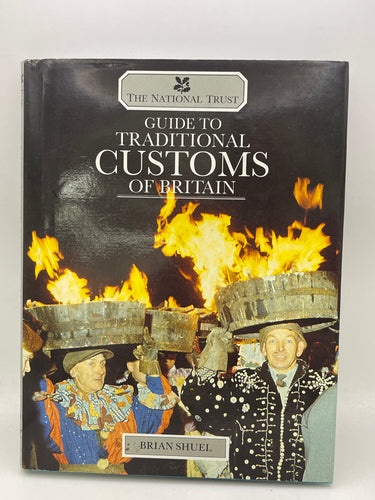 THE NATIONAL TRUST
GUIDE TO
TRADITIONAL
CUSTOMS
OF BRITAIN
BRIAN SHUEL